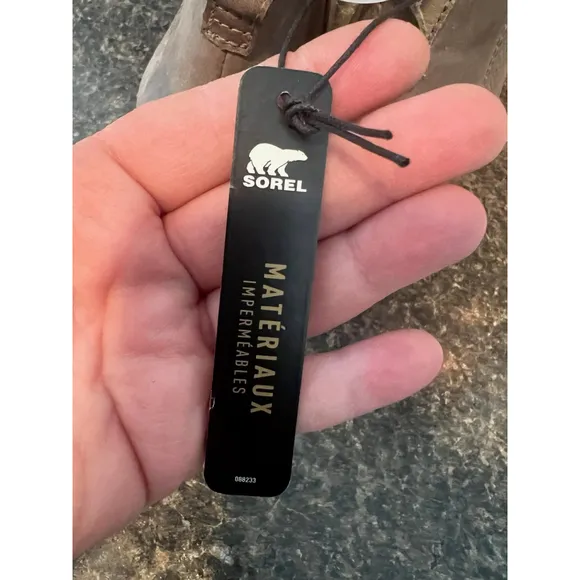 SOREL
MATÉRIAUX
IMPERMÉABLES
088233